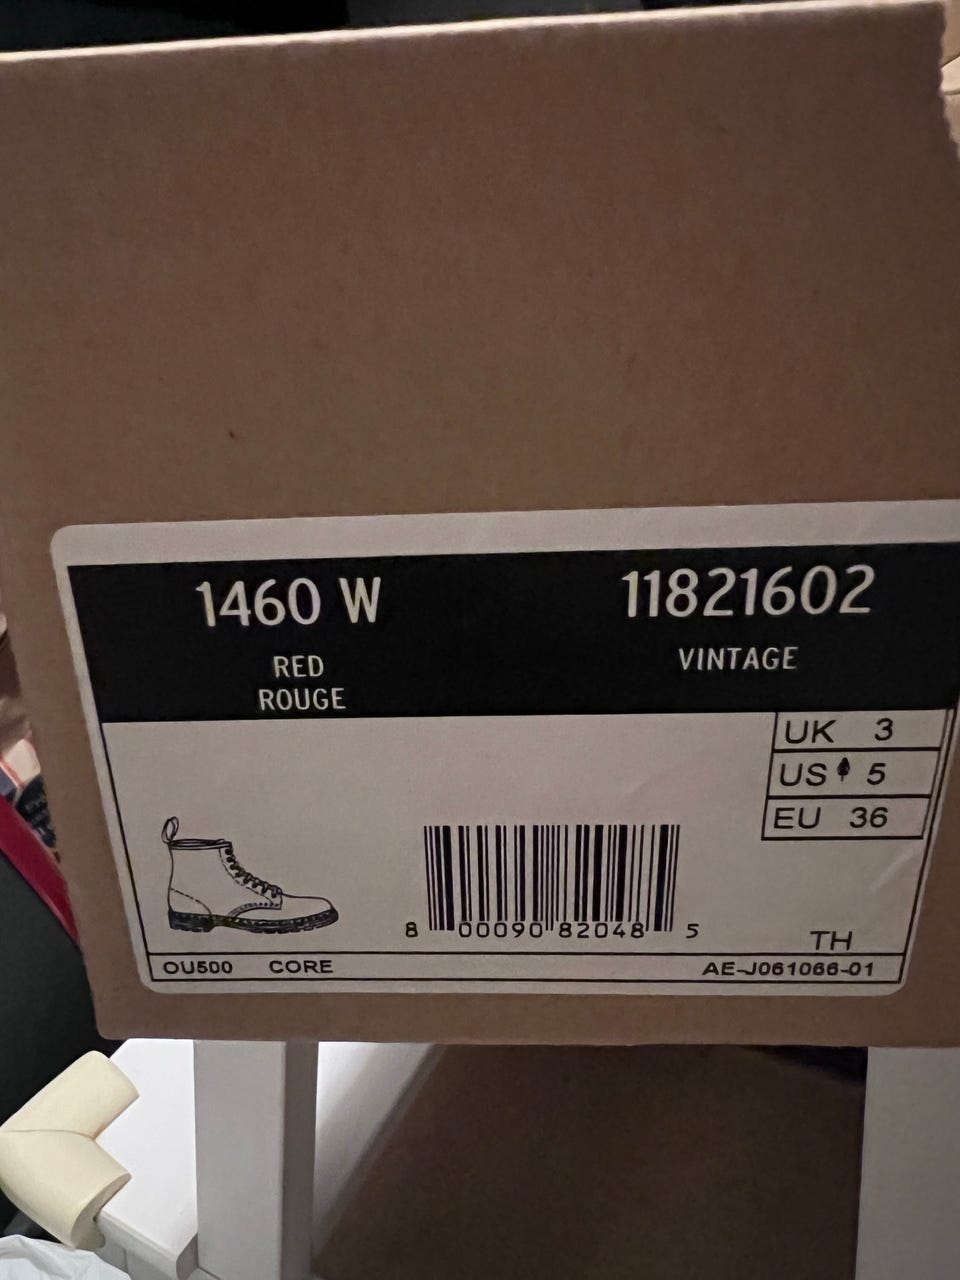 1460 W
RED
ROUGE
11821602
VINTAGE
UK 3
US 5
EU 36
8 00090 82048 5
TH
OU500 CORE
AE-J061066-01